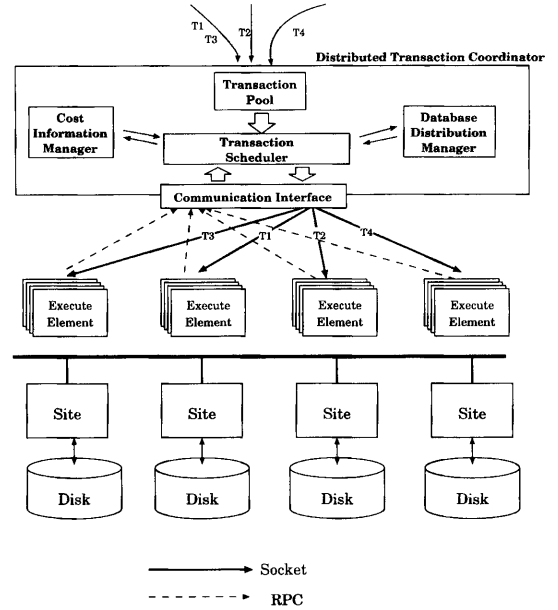 T1
T3
T2
T4
Distributed Transaction Coordinator
Transaction
Pool
Cost
Information
Manager
Transaction
Scheduler
Database
Distribution
Manager
Communication Interface
T3
T1
T2
T4
Execute
Element
Execute
Element
Execute
Element
Execute
Element
Site
Site
Site
Site
Disk
Disk
Disk
Disk
Socket
RPC